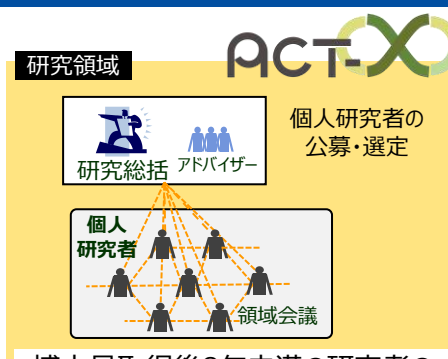 ACT-X
研究領域
個人研究者の
公募・選定
研究総括
アドバイザー
個人
研究者
領域会議